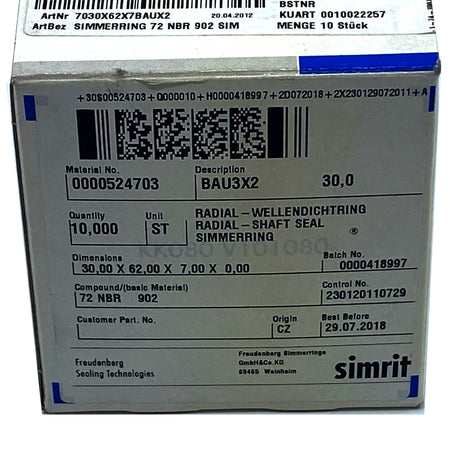 BSTNR
ArtNr 7030X62X7BAUX2 20.04.2012 KUART 0010022257
ArtBez SIMMERRING 72 NBR 902 SIM MENGE 10 Stück
+30S00524703+Q000010+H0000418997+2D072018+2X230129072011+A
Material No. Description
0000524703 BAU3X2 30,0
Quantity Unit RADIAL-WELLENDICHTRING
10,000 ST RADIAL-SHAFT SEAL
SIMMERRING ®
Dimensions Batch No.
30,00 X 62,00 X 7,00 X 0,00 0000418997
Compound/(basic Material) Control No.
72 NBR 902 230120110729
Customer Part. No. Origin Best Before
CZ 29.07.2018
Freudenberg Freudenberg Simmerringe
Sealing Technologies GmbH&Co.KG
69465 Weinheim
simrit